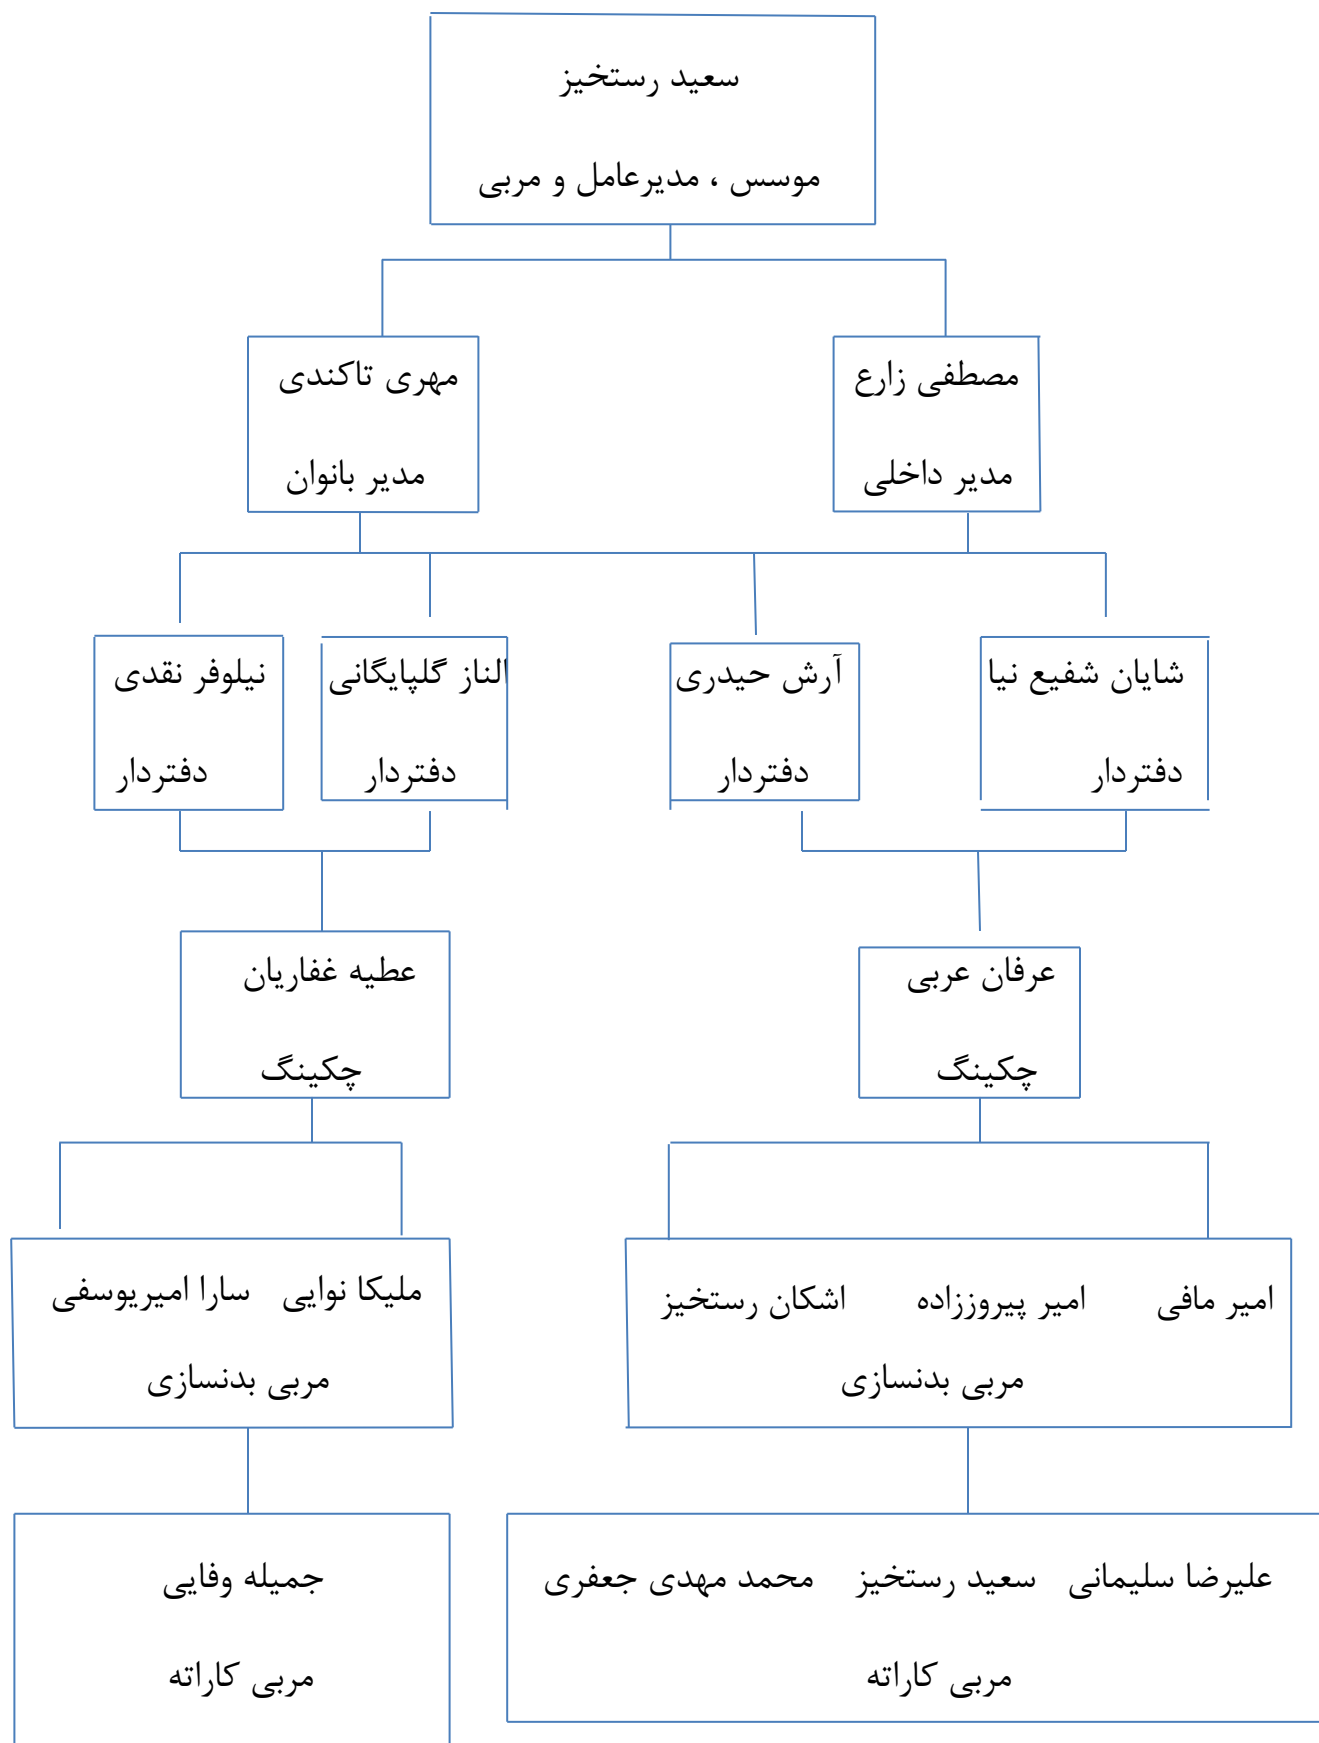 سعید رستخیز
موسس ، مدیرعامل و مربی
مصطفی زارع
مدیر داخلی
مهری تاکندی
مدیر بانوان
شایان شفیع نیا
دفتردار
آرش حیدری
دفتردار
الناز گلپایگانی
دفتردار
نیلوفر نقدی
دفتردار
عرفان عربی
چکینگ
عطیه غفاریان
چکینگ
امیر مافی امیر پیروززاده اشکان رستخیز
مربی بدنسازی
ملیکا نوایی سارا امیریوسفی
مربی بدنسازی
علیرضا سلیمانی سعید رستخیز محمد مهدی جعفری
مربی کاراته
جمیله وفایی
مربی کاراته